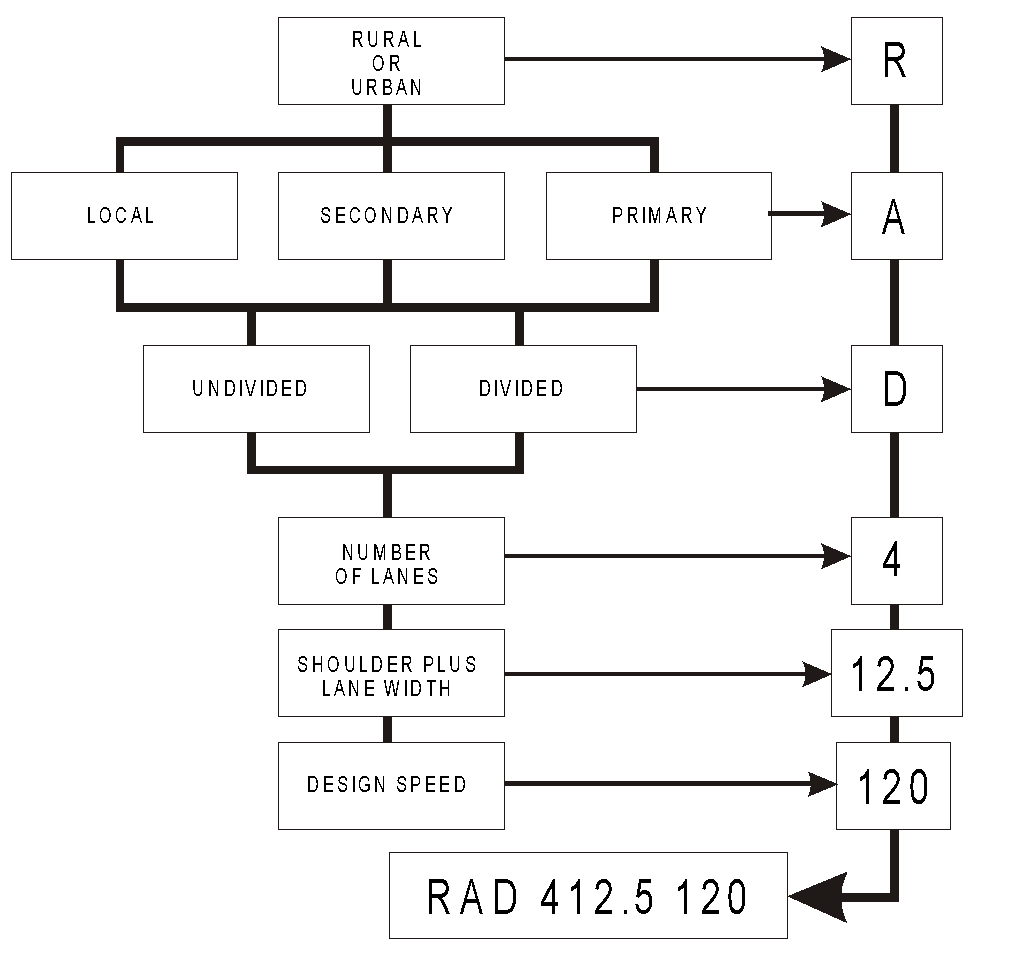 RURAL
OR
URBAN
R
LOCAL
SECONDARY
PRIMARY
A
UNDIVIDED
DIVIDED
D
NUMBER
OF LANES
4
SHOULDER PLUS
LANE WIDTH
12.5
DESIGN SPEED
120
RAD 412.5 120